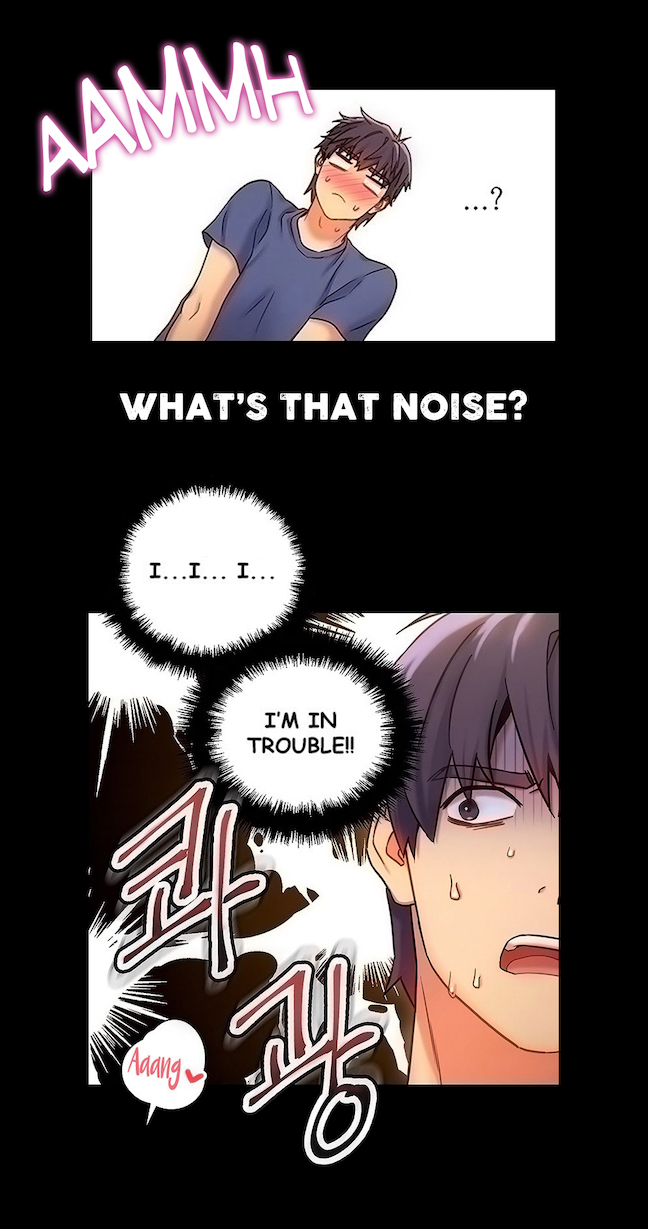 AAMMH
...?
WHAT'S THAT NOISE?
I...I... I...
I'M IN
TROUBLE!!
콰
광
Aaang♥